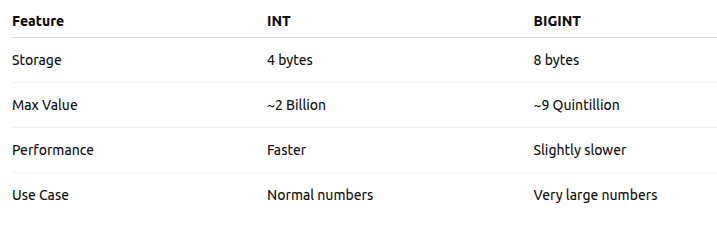 Feature INT BIGINT
Storage 4 bytes 8 bytes
Max Value ~2 Billion ~9 Quintillion
Performance Faster Slightly slower
Use Case Normal numbers Very large numbers